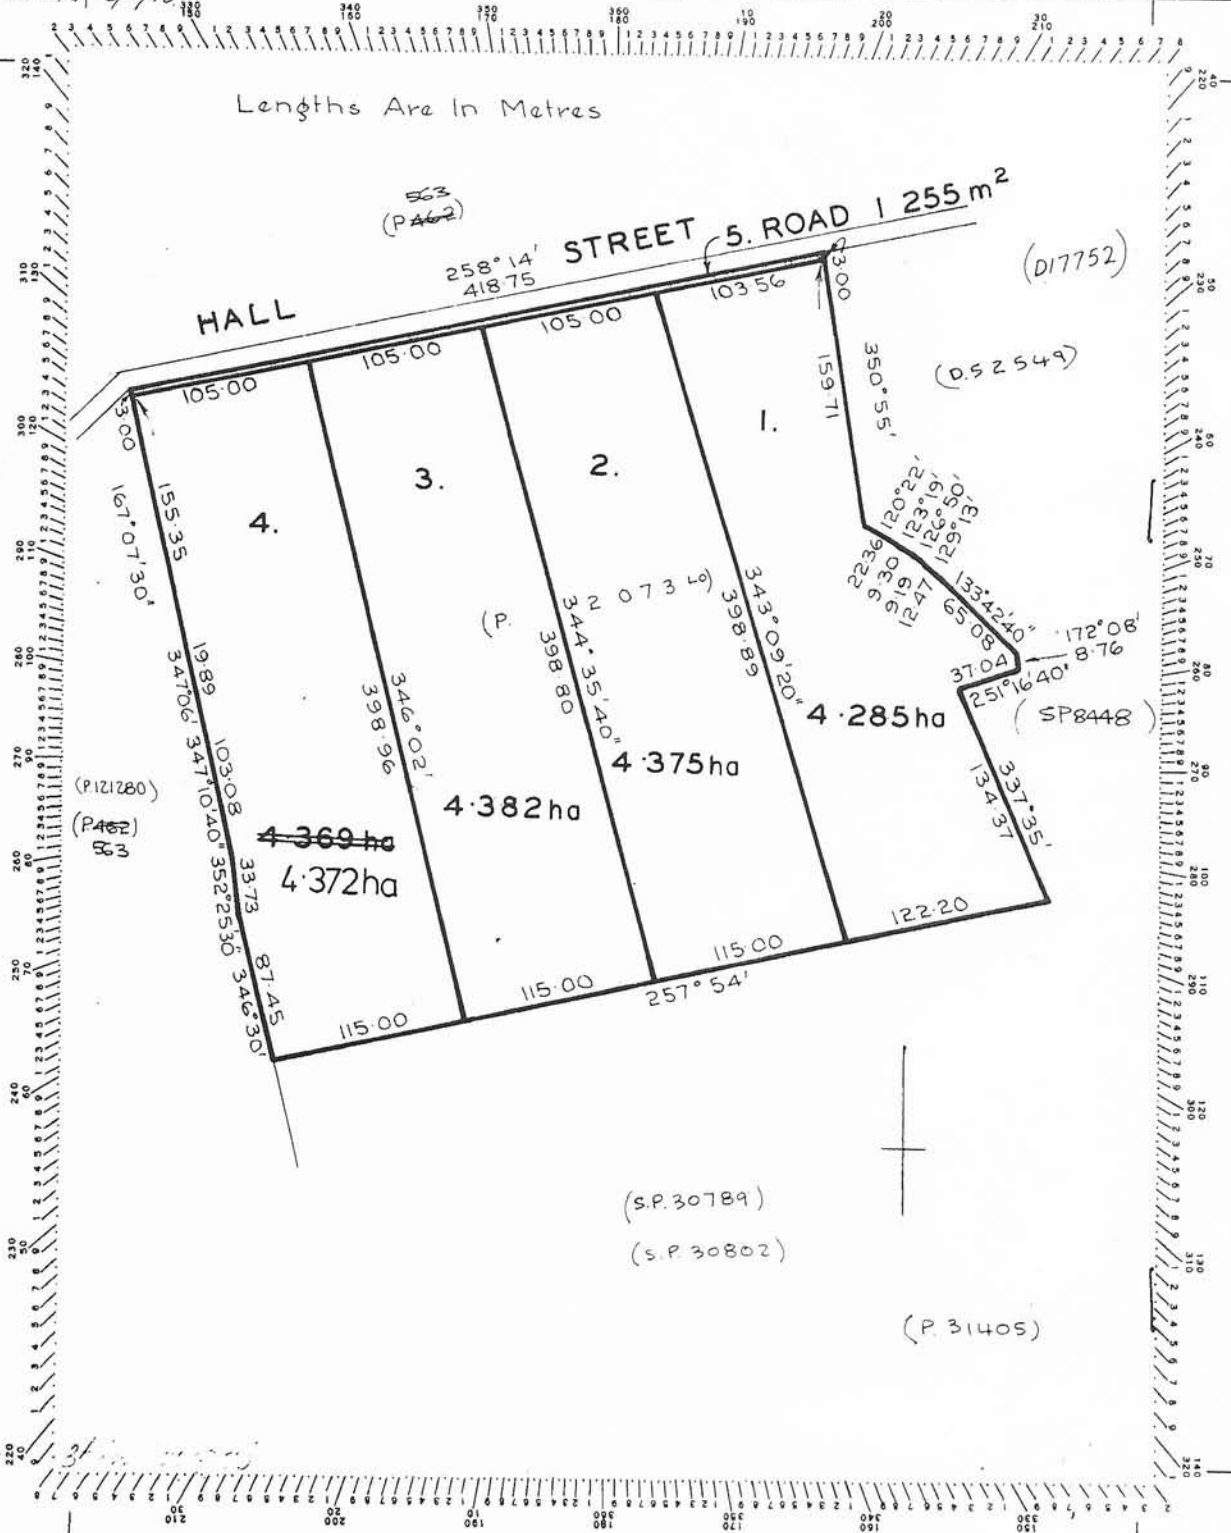 Lengths Are In Metres
563
(P 462)
HALL STREET
5. ROAD 1 255 m²
258° 14'
418·75
(D17752)
(D.52549)
105·00
105·00
105·00
103·56
3·00
3·00
4.
3.
2.
1.
155·35
167° 07' 30"
19·89
347° 06'
103·08
347° 10' 40"
33·73
352° 25' 30"
87·45
346° 30'
346° 02'
398·96
344° 35' 40"
398·80
343° 09' 20"
398·89
159·71
350° 55'
120° 22'
123° 19'
126° 50'
129° 13'
22·36
9·30
9·19
12·47
133° 42' 40"
65·08
172° 08'
8·76
37·04
251° 16' 40"
337° 35'
134·37
(P. 2073 LO)
(SP8448)
4·285ha
4·375ha
4·382ha
4·369 ha
4·372ha
(P.121280)
(P462)
563
115·00
115·00
115·00
122·20
257° 54'
(S.P. 30789)
(S.P. 30802)
(P. 31405)